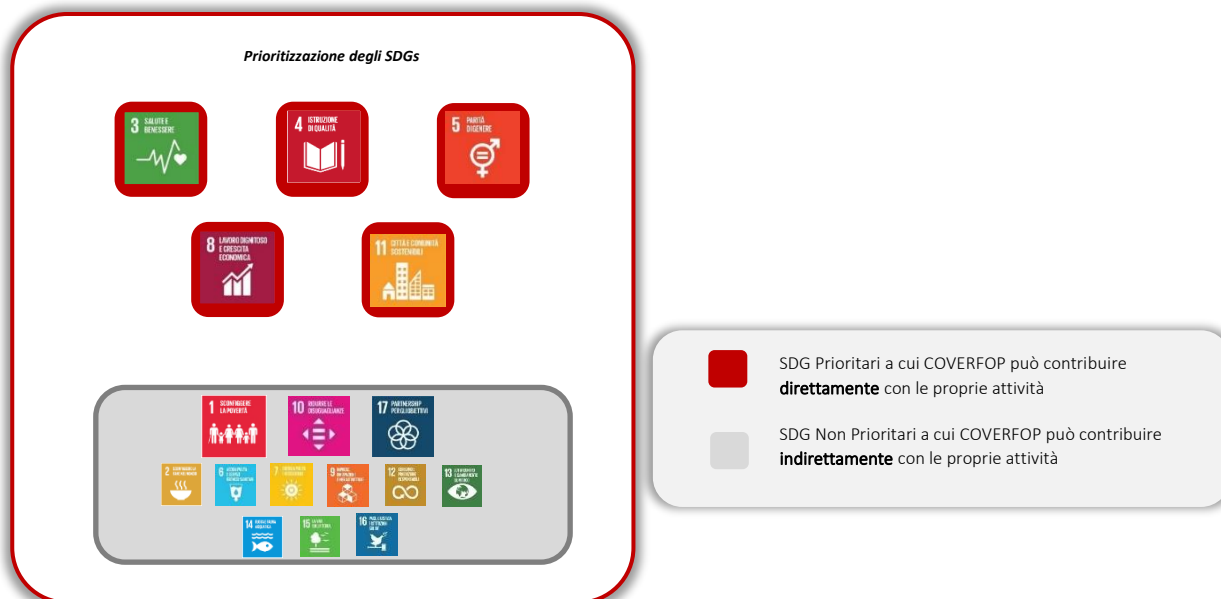 Prioritizzazione degli SDGs
3 SALUTE E
BENESSERE
4 ISTRUZIONE
DI QUALITÀ
5 PARITÀ
DI GENERE
8 LAVORO DIGNITOSO
E CRESCITA
ECONOMICA
11 CITTÀ E COMUNITÀ
SOSTENIBILI
SDG Prioritari a cui COVERFOP può contribuire
direttamente con le proprie attività
SDG Non Prioritari a cui COVERFOP può contribuire
indirettamente con le proprie attività
1 SCONFIGGERE
LA POVERTÀ
10 RIDURRE LE
DISUGUAGLIANZE
17 PARTNERSHIP
PER GLI OBIETTIVI
2
6
7
9
12
13
14
15
16